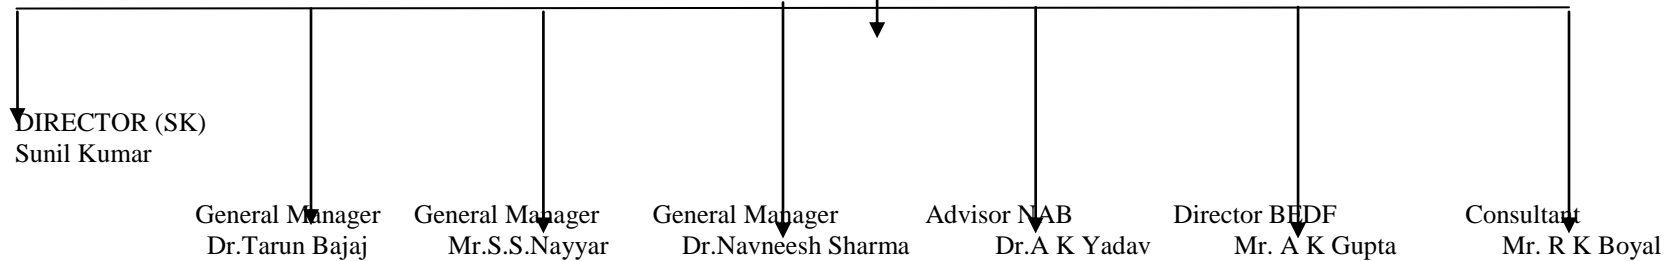 DIRECTOR (SK)
Sunil Kumar
General Manager General Manager General Manager Advisor NAB Director BEDF Consultant
Dr.Tarun Bajaj Mr.S.S.Nayyar Dr.Navneesh Sharma Dr.A K Yadav Mr. A K Gupta Mr. R K Boyal